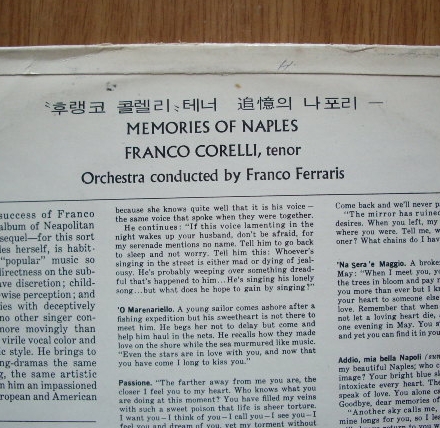 〝후랭코 콜렐리〟테너 追憶의 나포리 —
MEMORIES OF NAPLES
FRANCO CORELLI, tenor
Orchestra conducted by Franco Ferraris
success of Franco
album of Neapolitan
sequel—for this sort
les herself, is habit-
"popular" music so
directness on the sub-
ave discretion; child-
wise perception; and
ies with deceptively
no other singer con-
more movingly than
virile vocal color and
ic style. He brings to
ng-dramas the same
g, the same artistic
n him an impassioned
ropean and American
because she knows quite well that it is his voice—
the same voice that spoke when they were together.
He continues: "If this voice lamenting in the
night wakes up your husband, don't be afraid, for
my serenade mentions no name. Tell him to go back
to sleep and not worry. Tell him this: Whoever's
singing in the street is either mad or dying of jeal-
ousy. He's probably weeping over something dread-
ful that's happened to him...He's singing his lonely
song...but what does he hope to gain by singing?"
'O Marenariello. A young sailor comes ashore after a
fishing expedition but his sweetheart is not there to
meet him. He begs her not to delay but come and
help him haul in the nets. He recalls how they made
love on the shore while the sea murmured like music.
"Even the stars are in love with you, and now that
you have come I long to kiss you."
Passione. "The farther away from me you are, the
closer I feel you to my heart. Who knows what you
are doing at this moment? You have filled my veins
with such a sweet poison that life is sheer torture.
I want you—I think of you—I call you—I see you—I
feel you and dream of you, yet my torment without
Come back and we'll never p
"The mirror has ruined
desires. When you left, my
where you were. Tell me, w
oner? What chains do I hav
'Na Sera 'e Maggio. A broke
May: "When I meet you, yo
the trees in bloom and pay n
your heart to someone else
love. Remember that when
not let a loving heart die,
one evening in May. You s
and yet you can find it in you
Addio, mia bella Napoli
my beautiful Naples; who c
image? Your bright blue sk
intoxicate every heart. The
speak of love. You alone ca
Goodbye, dear memories of
"Another sky calls me,
mine longs for you, so I les